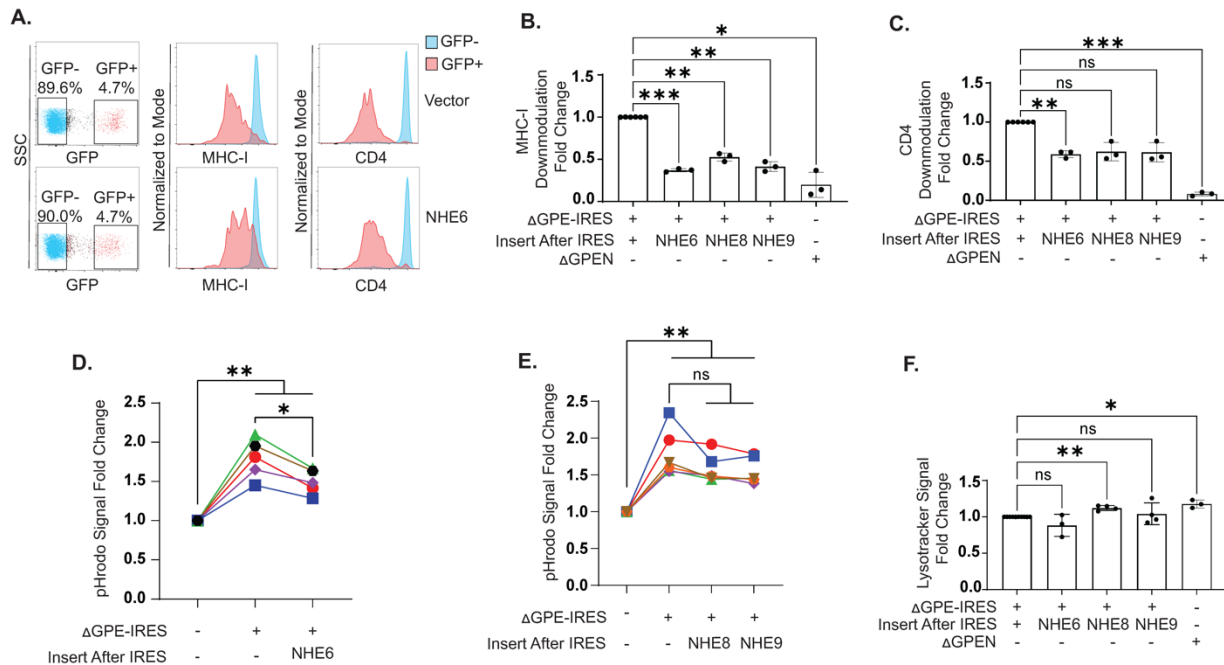 A.
GFP-
89.6%
GFP+
4.7%
SSC
GFP
GFP-
90.0%
GFP+
4.7%
GFP
Normalized to Mode
MHC-I
MHC-I
Normalized to Mode
CD4
CD4
GFP-
GFP+
Vector
NHE6
B.
MHC-I
Downmodulation
Fold Change
1.5
1.0
0.5
0.0
***
**
**
*
ΔGPE-IRES + + + + -
Insert After IRES + NHE6 NHE8 NHE9 -
ΔGPEN - - - - +
C.
CD4
Downmodulation
Fold Change
1.5
1.0
0.5
0.0
**
ns
ns
***
ΔGPE-IRES + + + + -
Insert After IRES + NHE6 NHE8 NHE9 -
ΔGPEN - - - - +
D.
pHrodo Signal Fold Change
2.5
2.0
1.5
1.0
0.5
0.0
**
*
ΔGPE-IRES - + +
Insert After IRES NHE6
E.
pHrodo Signal Fold Change
2.5
2.0
1.5
1.0
0.5
0.0
**
ns
ΔGPE-IRES - + + +
Insert After IRES NHE8 NHE9
F.
Lysotracker Signal
Fold Change
1.5
1.0
0.5
0.0
ns
**
ns
*
ΔGPE-IRES + + + + -
Insert After IRES + NHE6 NHE8 NHE9 -
ΔGPEN - - - - +